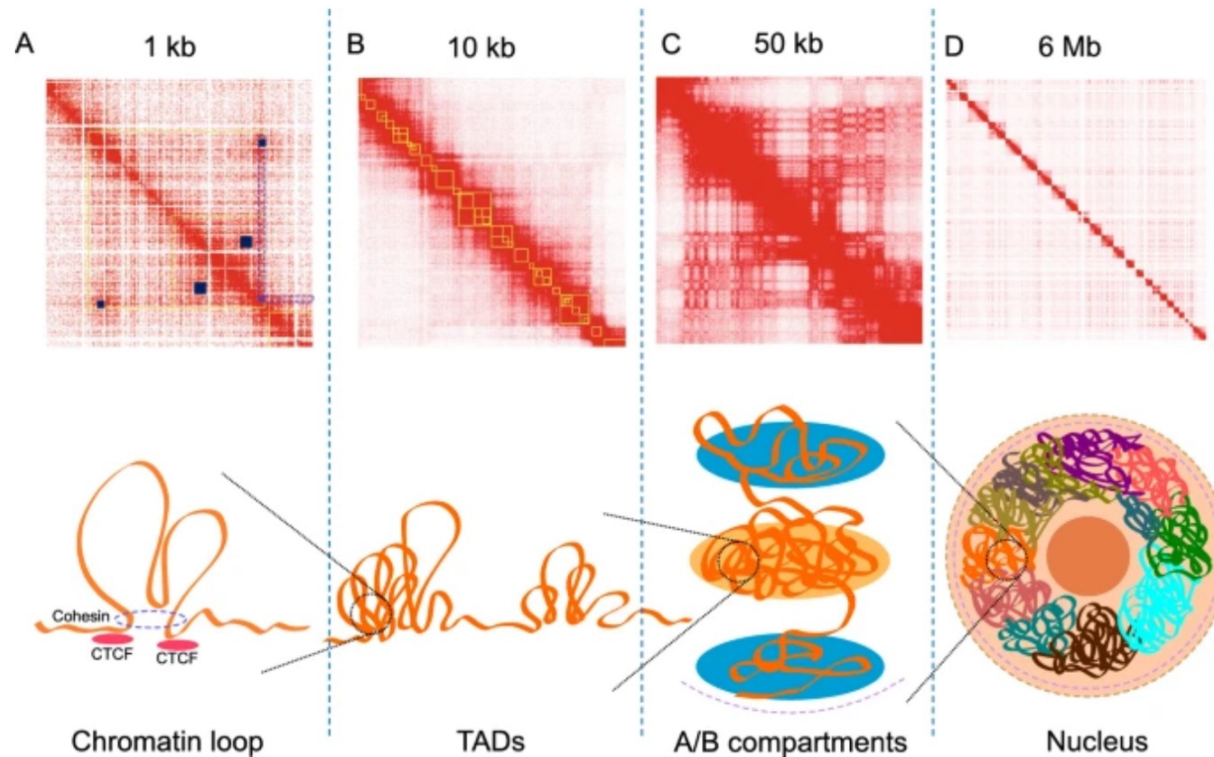 A 1 kb
B 10 kb
C 50 kb
D 6 Mb
Cohesin
CTCF
CTCF
Chromatin loop
TADs
A/B compartments
Nucleus